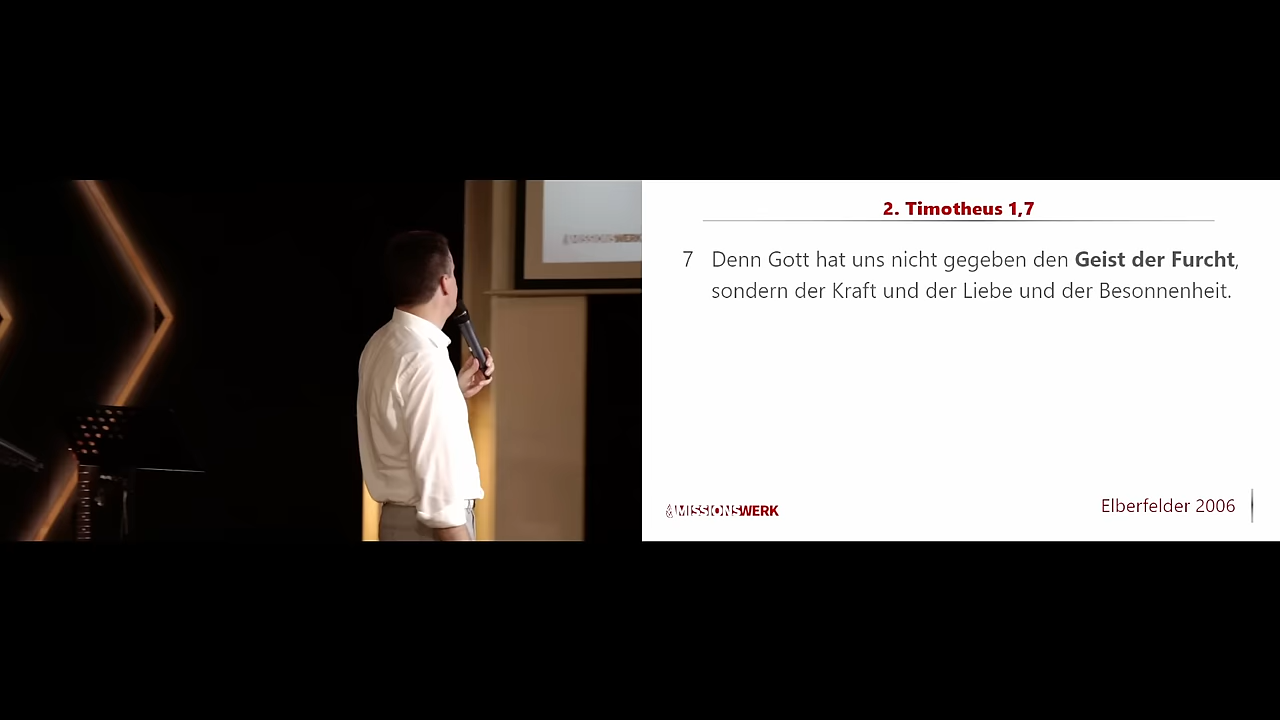 MISSIONSWERK
2. Timotheus 1,7
7 Denn Gott hat uns nicht gegeben den Geist der Furcht,
sondern der Kraft und der Liebe und der Besonnenheit.
MISSIONSWERK
Elberfelder 2006